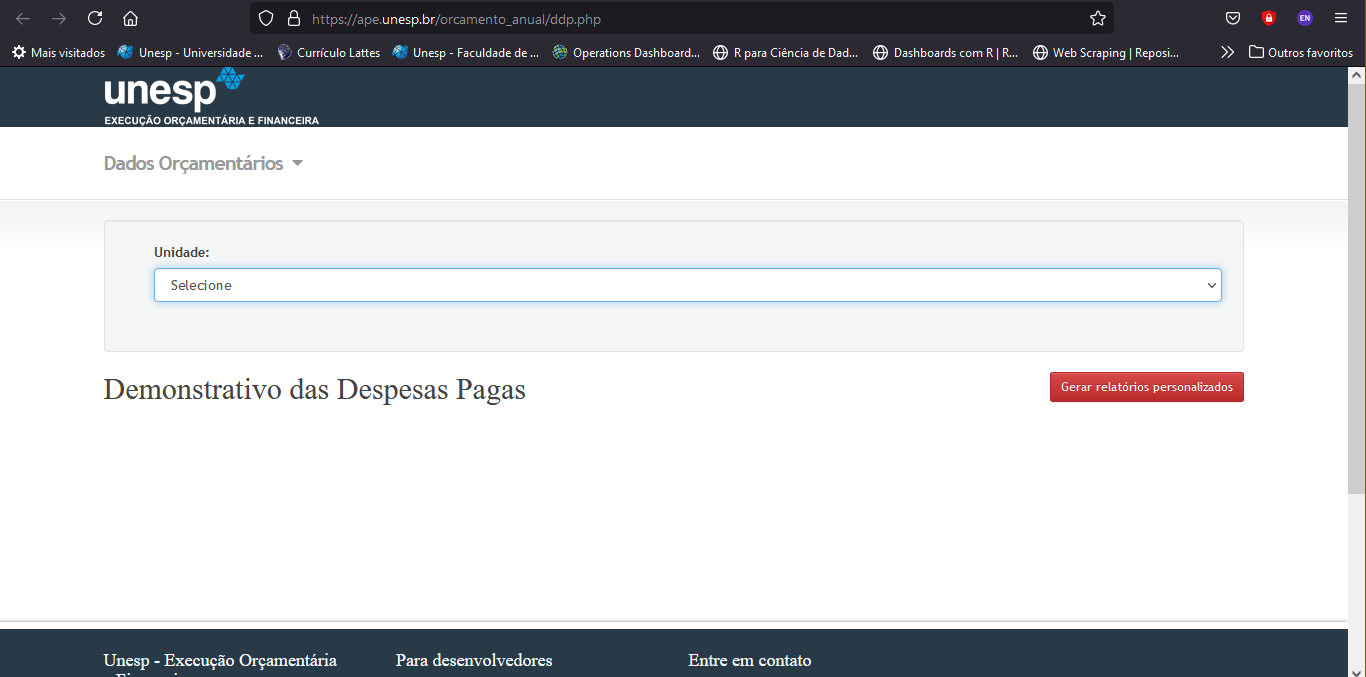 https://ape.unesp.br/orcamento_anual/ddp.php
EN
Mais visitados
Unesp - Universidade ...
Currículo Lattes
Unesp - Faculdade de ...
Operations Dashboard...
R para Ciência de Dad...
Dashboards com R | R...
Web Scraping | Reposi...
Outros favoritos
unesp
EXECUÇÃO ORÇAMENTÁRIA E FINANCEIRA
Dados Orçamentários
Unidade:
Selecione
Demonstrativo das Despesas Pagas
Gerar relatórios personalizados
Unesp - Execução Orçamentária
Para desenvolvedores
Entre em contato